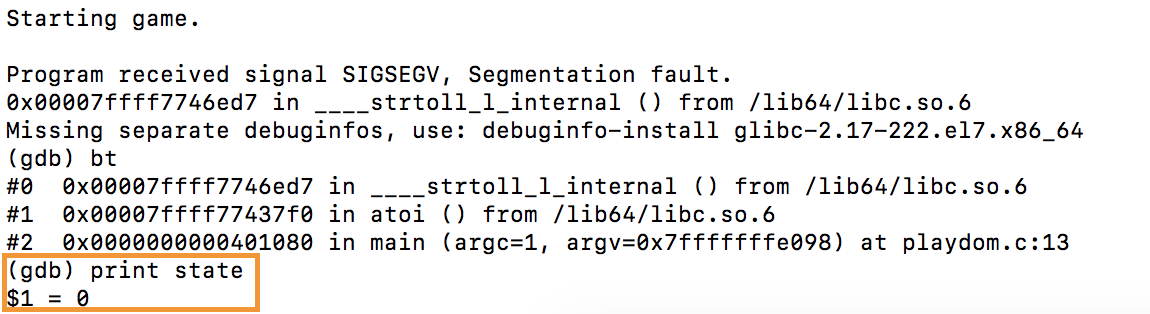 Starting game.
Program received signal SIGSEGV, Segmentation fault.
0x00007ffff7746ed7 in ____strtoll_l_internal () from /lib64/libc.so.6
Missing separate debuginfos, use: debuginfo-install glibc-2.17-222.el7.x86_64
(gdb) bt
#0  0x00007ffff7746ed7 in ____strtoll_l_internal () from /lib64/libc.so.6
#1  0x00007ffff77437f0 in atoi () from /lib64/libc.so.6
#2  0x0000000000401080 in main (argc=1, argv=0x7fffffffe098) at playdom.c:13
(gdb) print state
$1 = 0